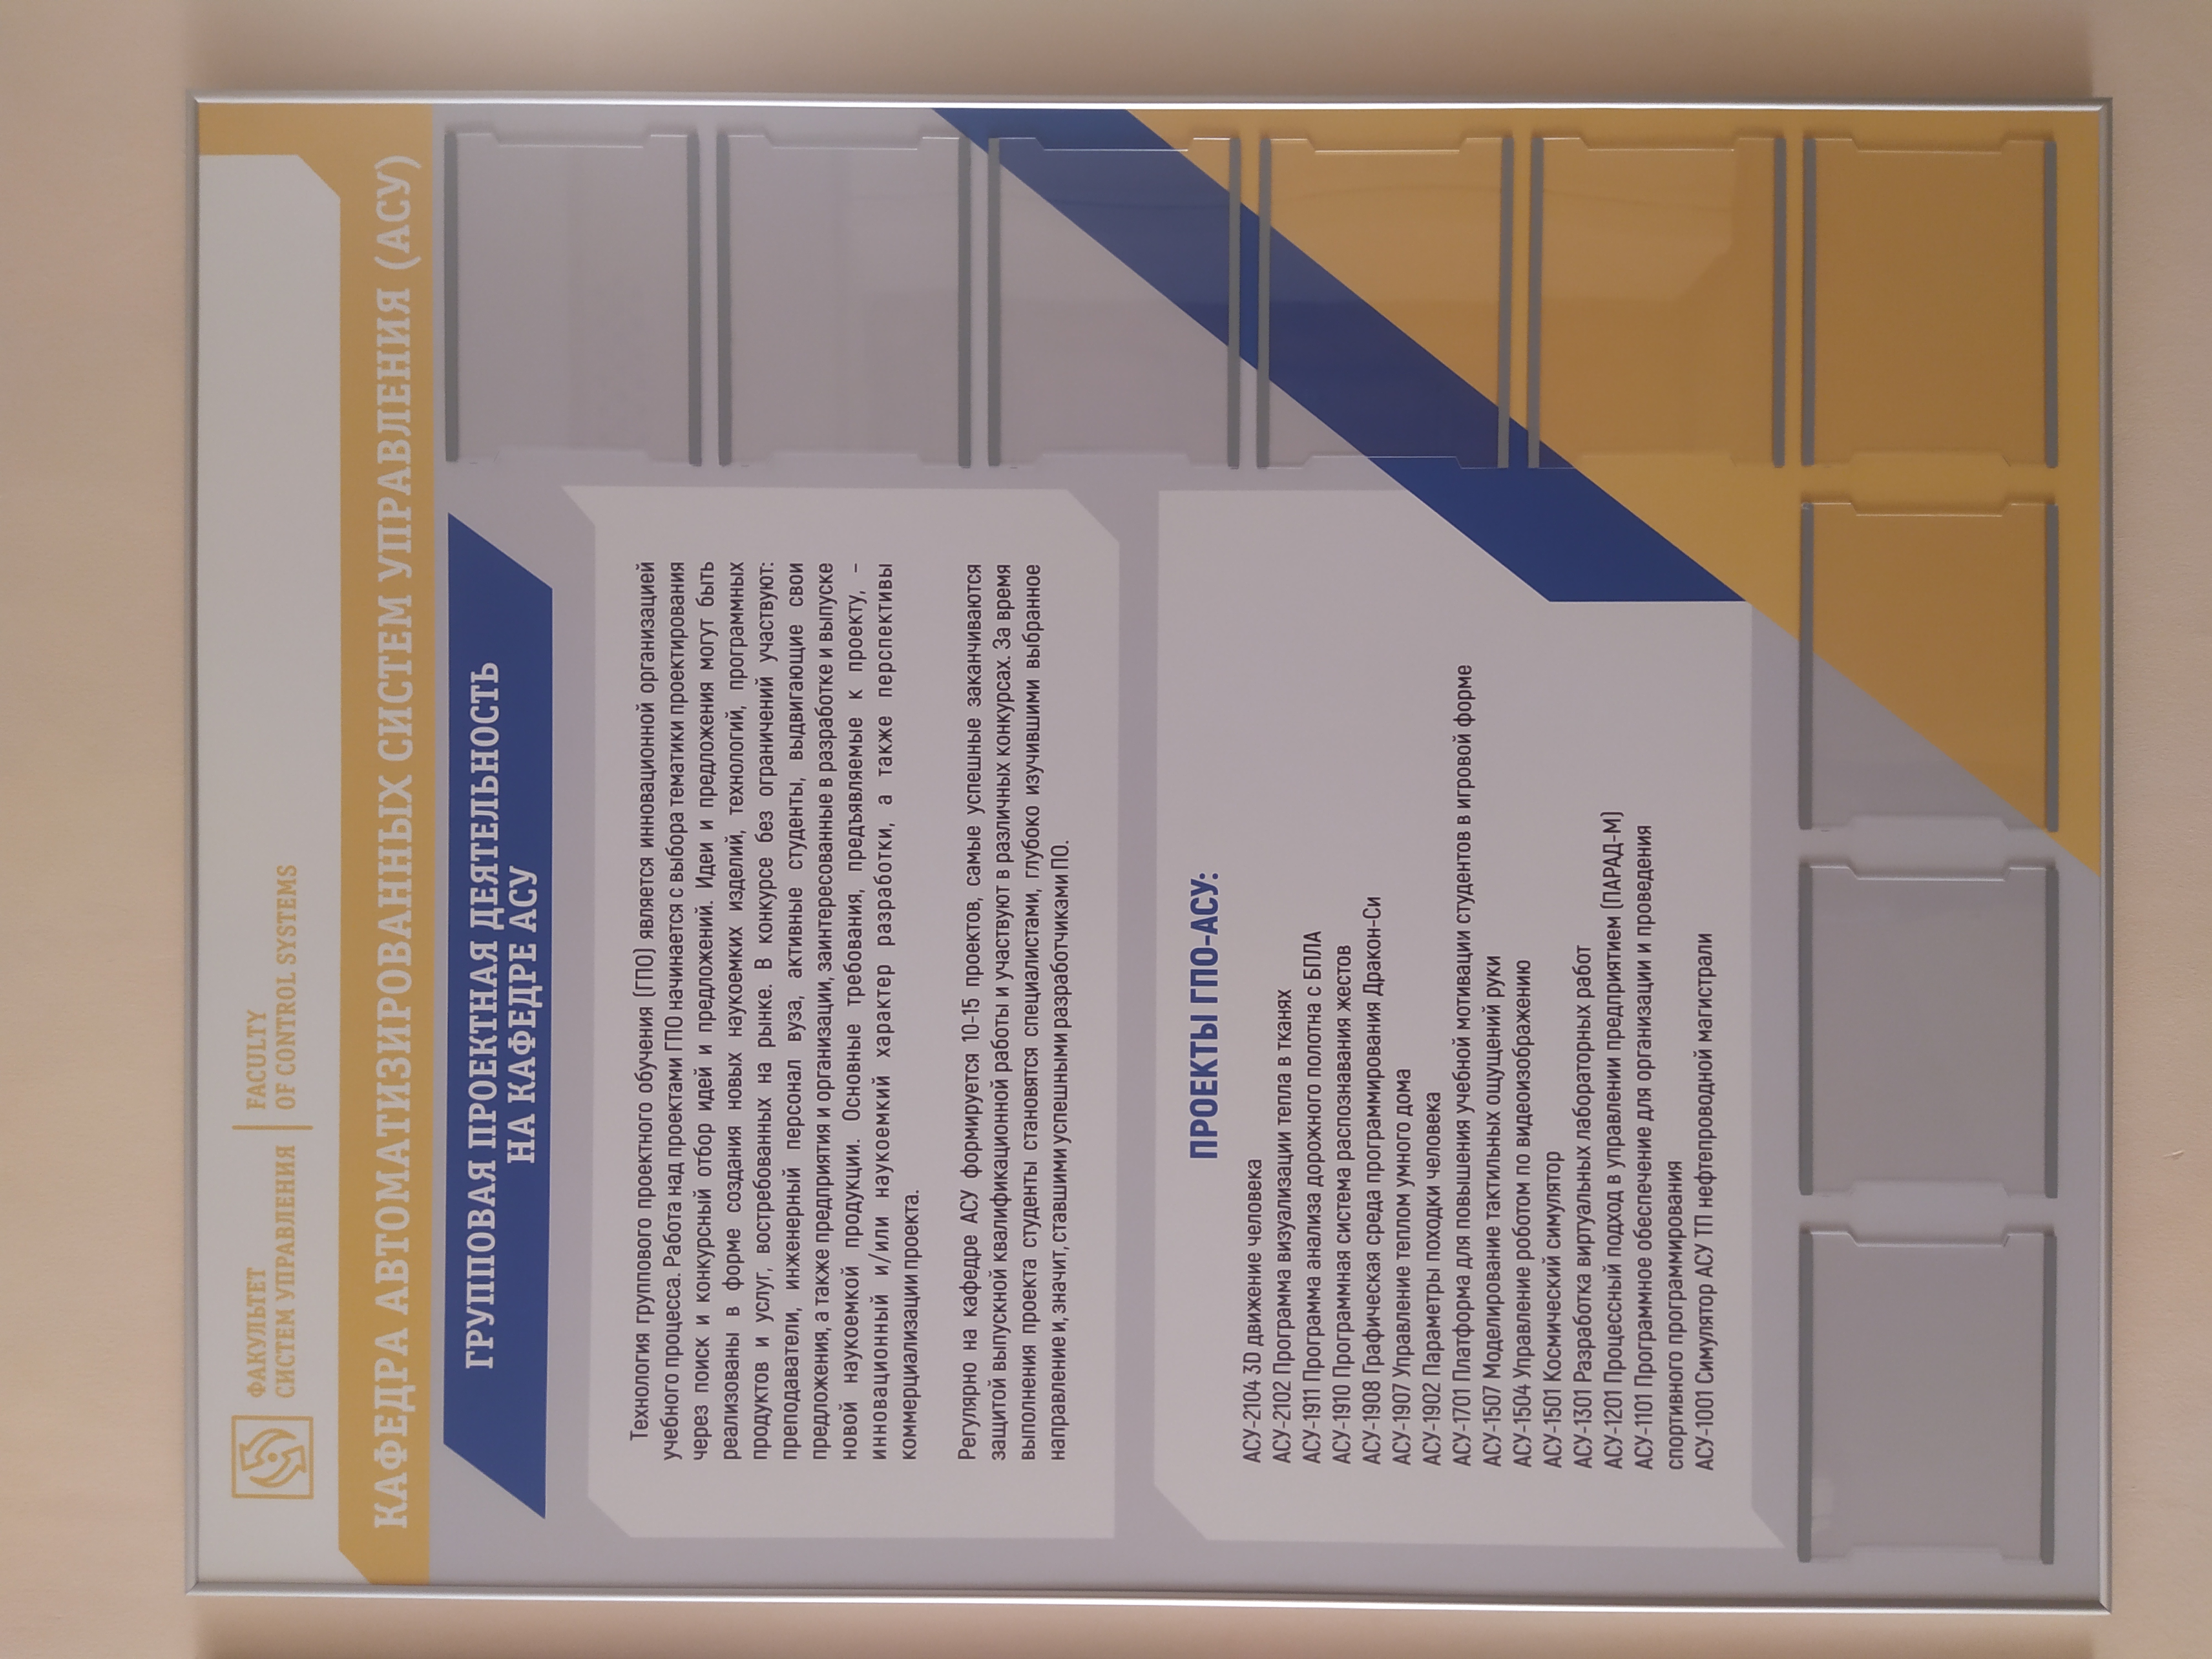 ФАКУЛЬТЕТ
СИСТЕМ УПРАВЛЕНИЯ
FACULTY
OF CONTROL SYSTEMS
КАФЕДРА АВТОМАТИЗИРОВАННЫХ СИСТЕМ УПРАВЛЕНИЯ (АСУ)
ГРУППОВАЯ ПРОЕКТНАЯ ДЕЯТЕЛЬНОСТЬ
НА КАФЕДРЕ АСУ
Технология группового проектного обучения (ГПО) является инновационной организацией
учебного процесса. Работа над проектами ГПО начинается с выбора тематики проектирования
через поиск и конкурсный отбор идей и предложений. Идеи и предложения могут быть
реализованы в форме создания новых наукоемких изделий, технологий, программных
продуктов и услуг, востребованных на рынке. В конкурсе без ограничений участвуют:
преподаватели, инженерный персонал вуза, активные студенты, выдвигающие свои
предложения, а также предприятия и организации, заинтересованные в разработке и выпуске
новой наукоемкой продукции. Основные требования, предъявляемые к проекту, –
инновационный и/или наукоемкий характер разработки, а также перспективы
коммерциализации проекта.
Регулярно на кафедре АСУ формируется 10-15 проектов, самые успешные заканчиваются
защитой выпускной квалификационной работы и участвуют в различных конкурсах. За время
выполнения проекта студенты становятся специалистами, глубоко изучившими выбранное
направление и, значит, ставшими успешными разработчиками ПО.
ПРОЕКТЫ ГПО-АСУ:
АСУ-2104 3D движение человека
АСУ-2102 Программа визуализации тепла в тканях
АСУ-1911 Программа анализа дорожного полотна с БПЛА
АСУ-1910 Программная система распознавания жестов
АСУ-1908 Графическая среда программирования Дракон-Си
АСУ-1907 Управление теплом умного дома
АСУ-1902 Параметры походки человека
АСУ-1701 Платформа для повышения учебной мотивации студентов в игровой форме
АСУ-1507 Моделирование тактильных ощущений руки
АСУ-1504 Управление роботом по видеоизображению
АСУ-1501 Космический симулятор
АСУ-1301 Разработка виртуальных лабораторных работ
АСУ-1201 Процессный подход в управлении предприятием (ПАРАД-М)
АСУ-1101 Программное обеспечение для организации и проведения
спортивного программирования
АСУ-1001 Симулятор АСУ ТП нефтепроводной магистрали